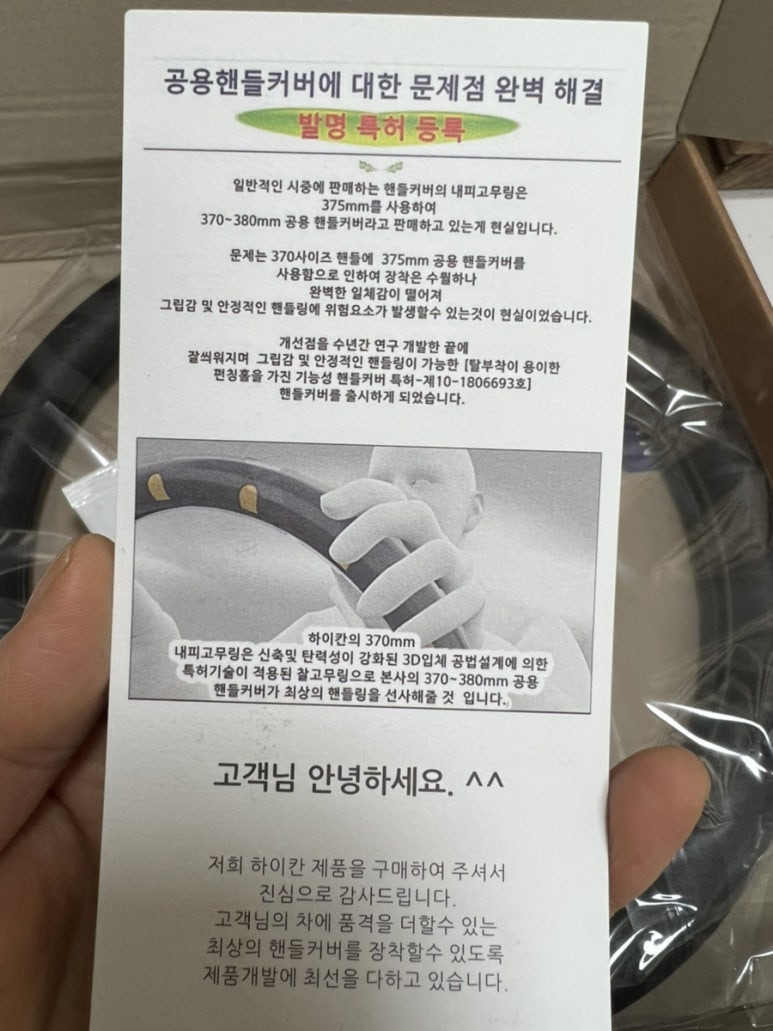 공용핸들커버에 대한 문제점 완벽 해결
발명 특허 등록
일반적인 시중에 판매하는 핸들커버의 내피고무링은
375mm를 사용하여
370~380mm 공용 핸들커버라고 판매하고 있는게 현실입니다.
문제는 370사이즈 핸들에 375mm 공용 핸들커버를
사용함으로 인하여 장착은 수월하나
완벽한 일체감이 떨어져
그립감 및 안정적인 핸들링에 위험요소가 발생할수 있는것이 현실이었습니다.
개선점을 수년간 연구 개발한 끝에
잘씌워지며 그립감 및 안정적인 핸들링이 가능한 [탈부착이 용이한
펀칭홀을 가진 기능성 핸들커버 특허-제10-1806693호]
핸들커버를 출시하게 되었습니다.
하이칸의 370mm
내피고무링은 신축및 탄력성이 강화된 3D입체 공법설계에 의한
특허기술이 적용된 찰고무링으로 본사의 370~380mm 공용
핸들커버가 최상의 핸들링을 선사해줄 것 입니다.
고객님 안녕하세요. ^^
저희 하이칸 제품을 구매하여 주셔서
진심으로 감사드립니다.
고객님의 차에 품격을 더할수 있는
최상의 핸들커버를 장착할수 있도록
제품개발에 최선을 다하고 있습니다.